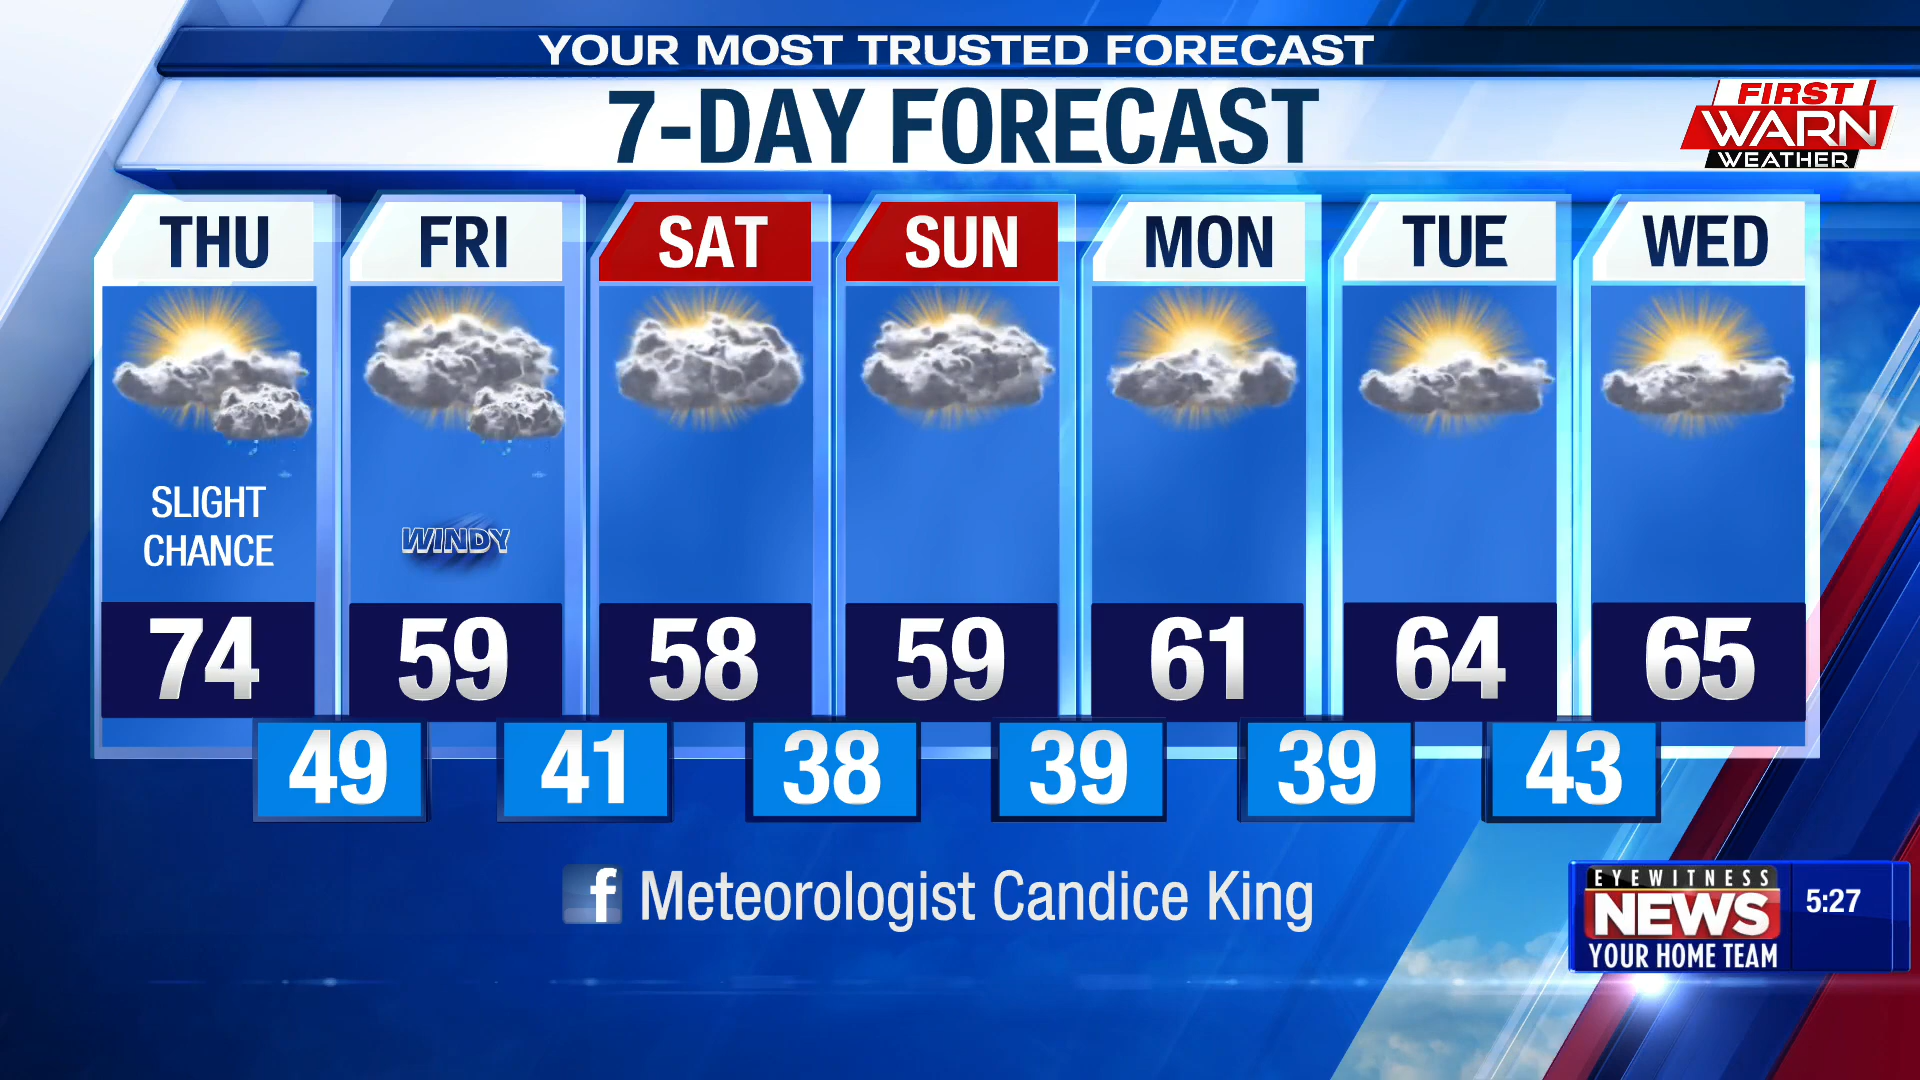 YOUR MOST TRUSTED FORECAST
7-DAY FORECAST
FIRST
WARN
WEATHER
THU FRI SAT SUN MON TUE WED
SLIGHT
CHANCE
WINDY
74 59 58 59 61 64 65
49 41 38 39 39 43
f Meteorologist Candice King
EYEWITNESS
NEWS
YOUR HOME TEAM
5:27